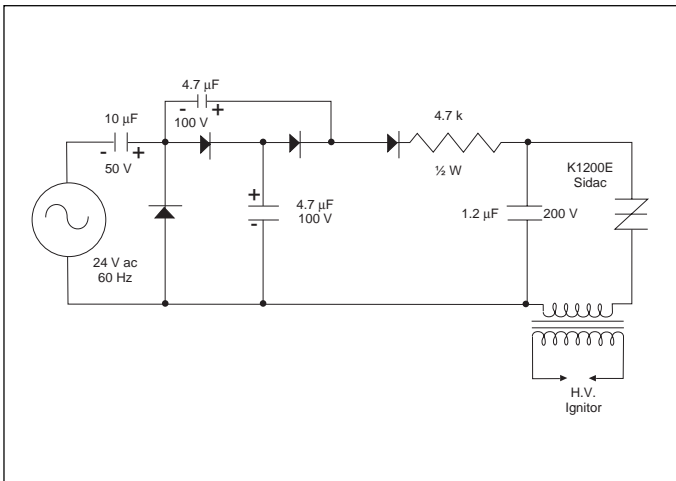 4.7 µF
- +
100 V
10 µF
- +
50 V
4.7 k
½ W
K1200E
Sidac
+
-
4.7 µF
100 V
1.2 µF
200 V
24 V ac
60 Hz
H.V.
Ignitor